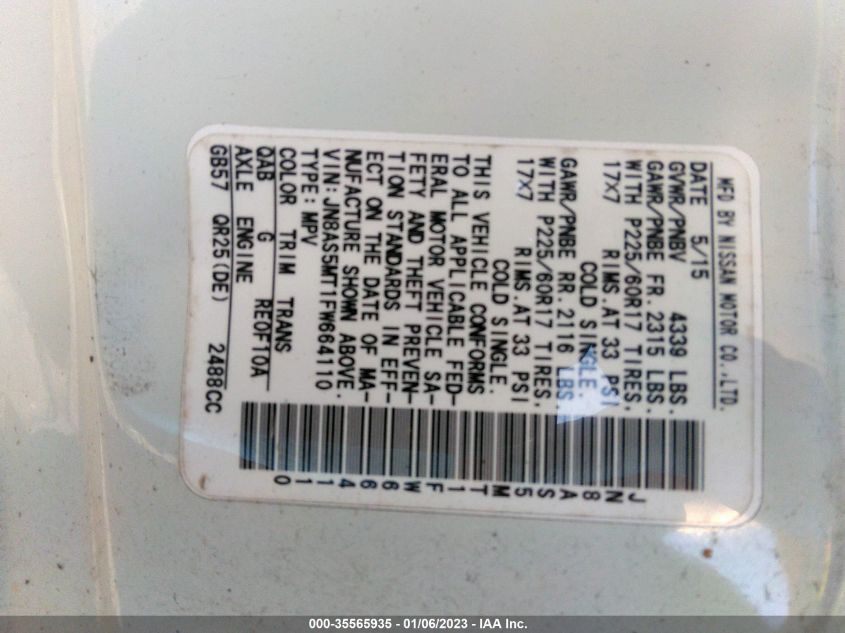 MFD BY NISSAN MOTOR CO.,LTD.
DATE 5/15
GVWR/PNBV 4339 LBS.
GAWR/PNBE FR. 2315 LBS.
WITH P225/60R17 TIRES.
17X7 RIMS.AT 33 PSI
COLD SINGLE.
GAWR/PNBE RR. 2116 LBS.
WITH P225/60R17 TIRES.
17X7 RIMS.AT 33 PSI
COLD SINGLE.
THIS VEHICLE CONFORMS
TO ALL APPLICABLE FED-
ERAL MOTOR VEHICLE SA-
FETY AND THEFT PREVEN-
TION STANDARDS IN EFF-
ECT ON THE DATE OF MA-
NUFACTURE SHOWN ABOVE.
VIN: JN8AS5MT1FW664110
TYPE: MPV
COLOR TRIM TRANS
QAB G RE0F10A
AXLE ENGINE
GB57 QR25(DE) 2488CC
JN8AS5MT1FW664110
000-35565935 - 01/06/2023 - IAA Inc.